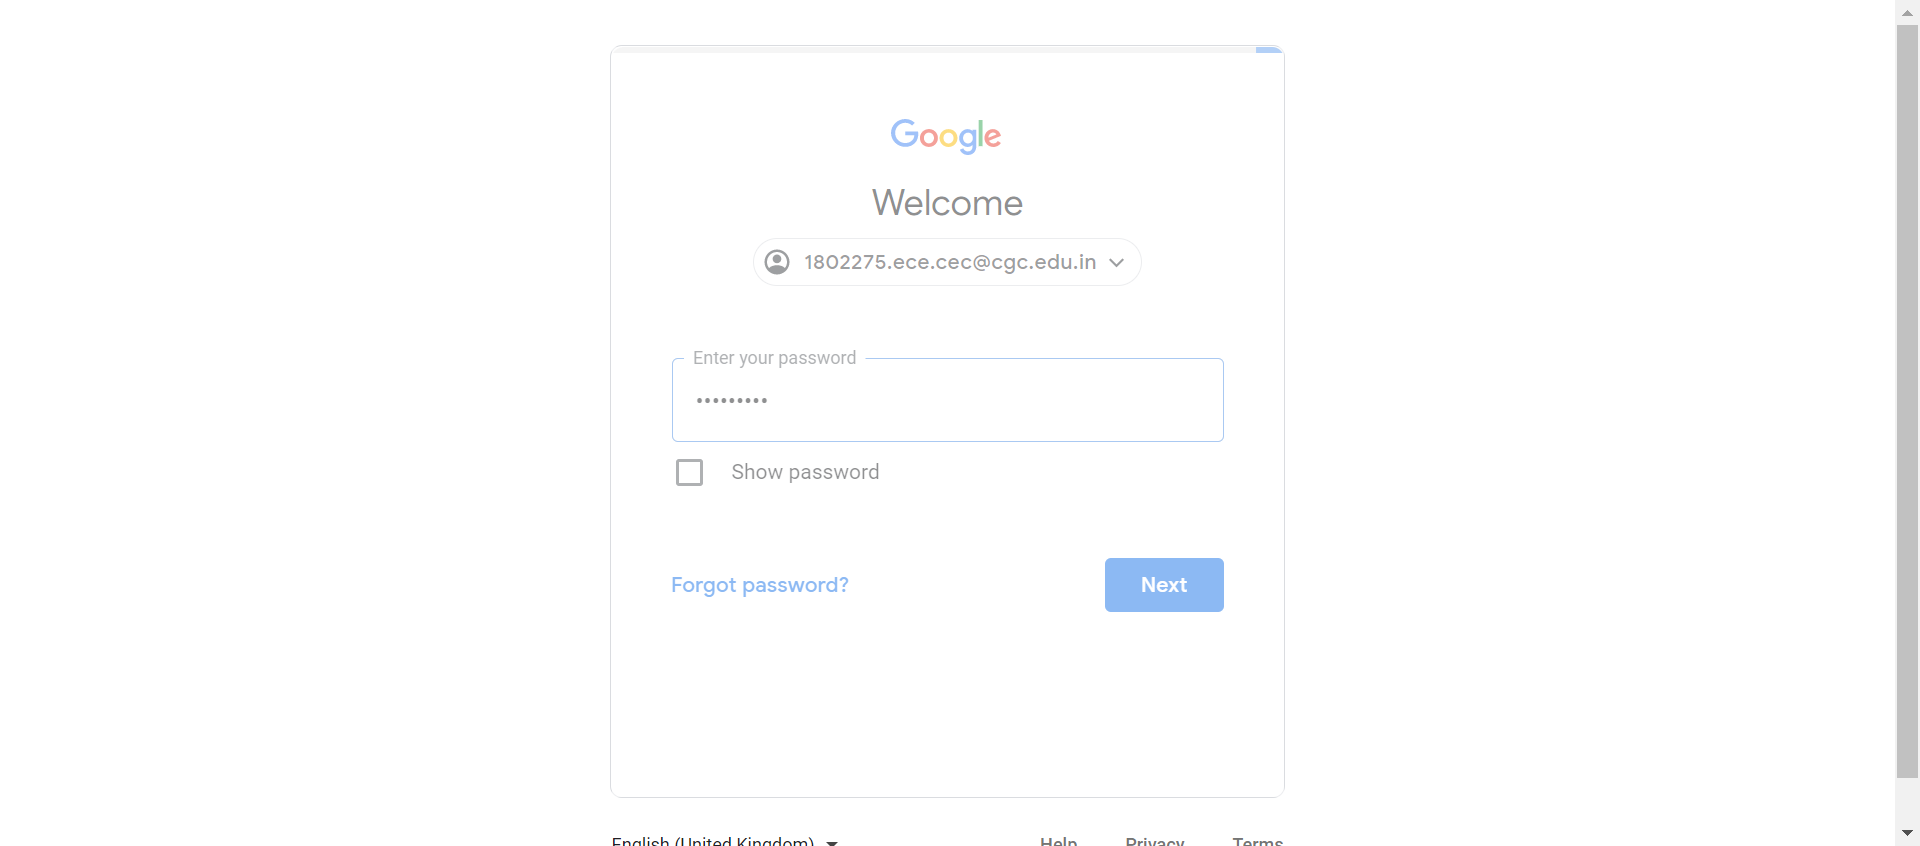 Google
Welcome
1802275.ece.cec@cgc.edu.in
Enter your password
•••••••••
Show password
Forgot password?
Next
English (United Kingdom)
Help
Privacy
Terms